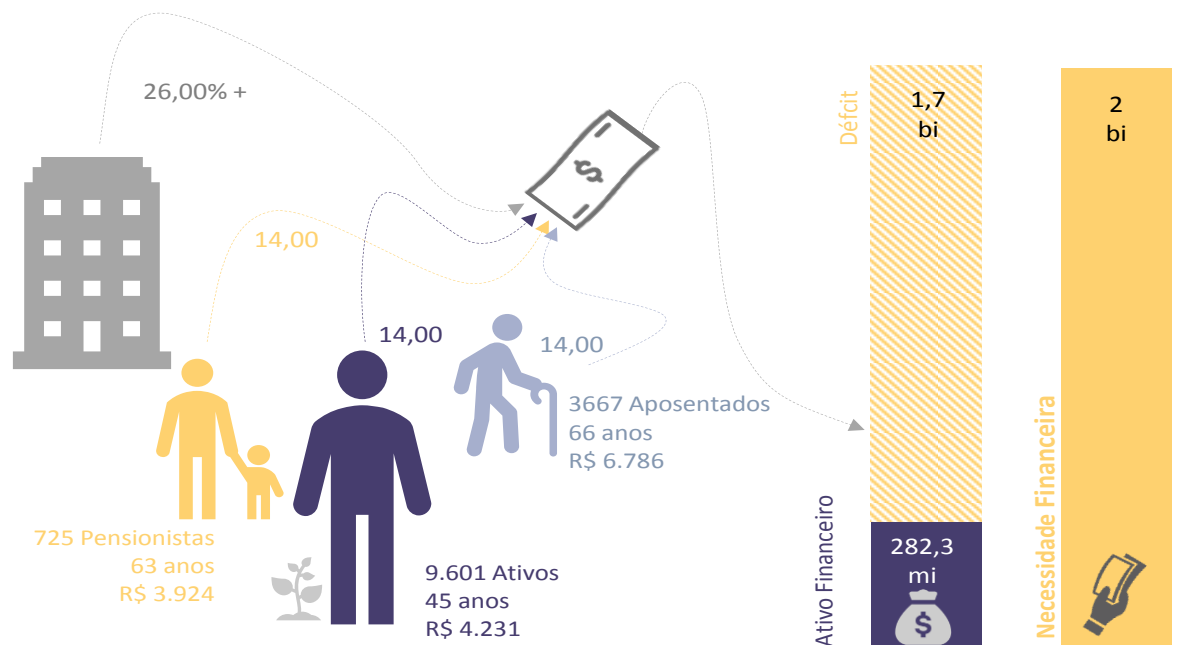 26,00% +
14,00
14,00
14,00
3667 Aposentados
66 anos
R$ 6.786
725 Pensionistas
63 anos
R$ 3.924
9.601 Ativos
45 anos
R$ 4.231
Défcit
1,7
bi
Ativo Financeiro
282,3
mi
$
Necessidade Financeira
2
bi
$